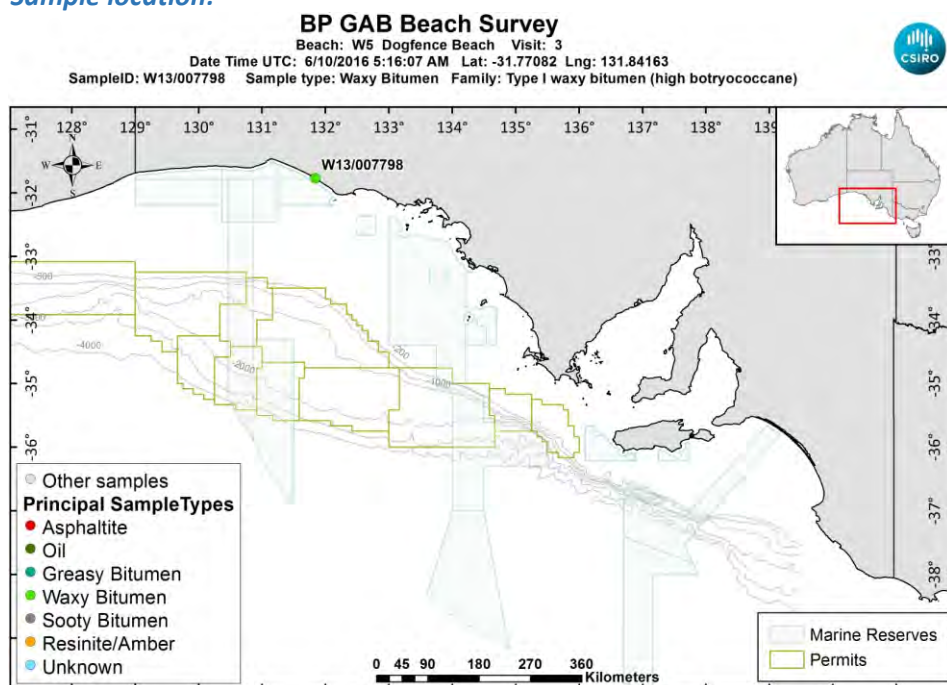 Sample location:
BP GAB Beach Survey
Beach: W5 Dogfence Beach Visit: 3
Date Time UTC: 6/10/2016 5:16:07 AM Lat: -31.77082 Lng: 131.84163
SampleID: W13/007798 Sample type: Waxy Bitumen Family: Type I waxy bitumen (high botryococcane)
CSIRO
128° 129° 130° 131° 132° 133° 134° 135° 136° 137° 138° 139
-31°
-32°
-33°
-34°
-35°
-36°
-37°
-38°
-33°
-34°
-35°
-36°
-37°
-38°
N
W E
S
W13/007798
-4000
-2000
-200
-1000
Other samples
Principal SampleTypes
Asphaltite
Oil
Greasy Bitumen
Waxy Bitumen
Sooty Bitumen
Resinite/Amber
Unknown
0 45 90 180 270 360
Kilometers
Marine Reserves
Permits